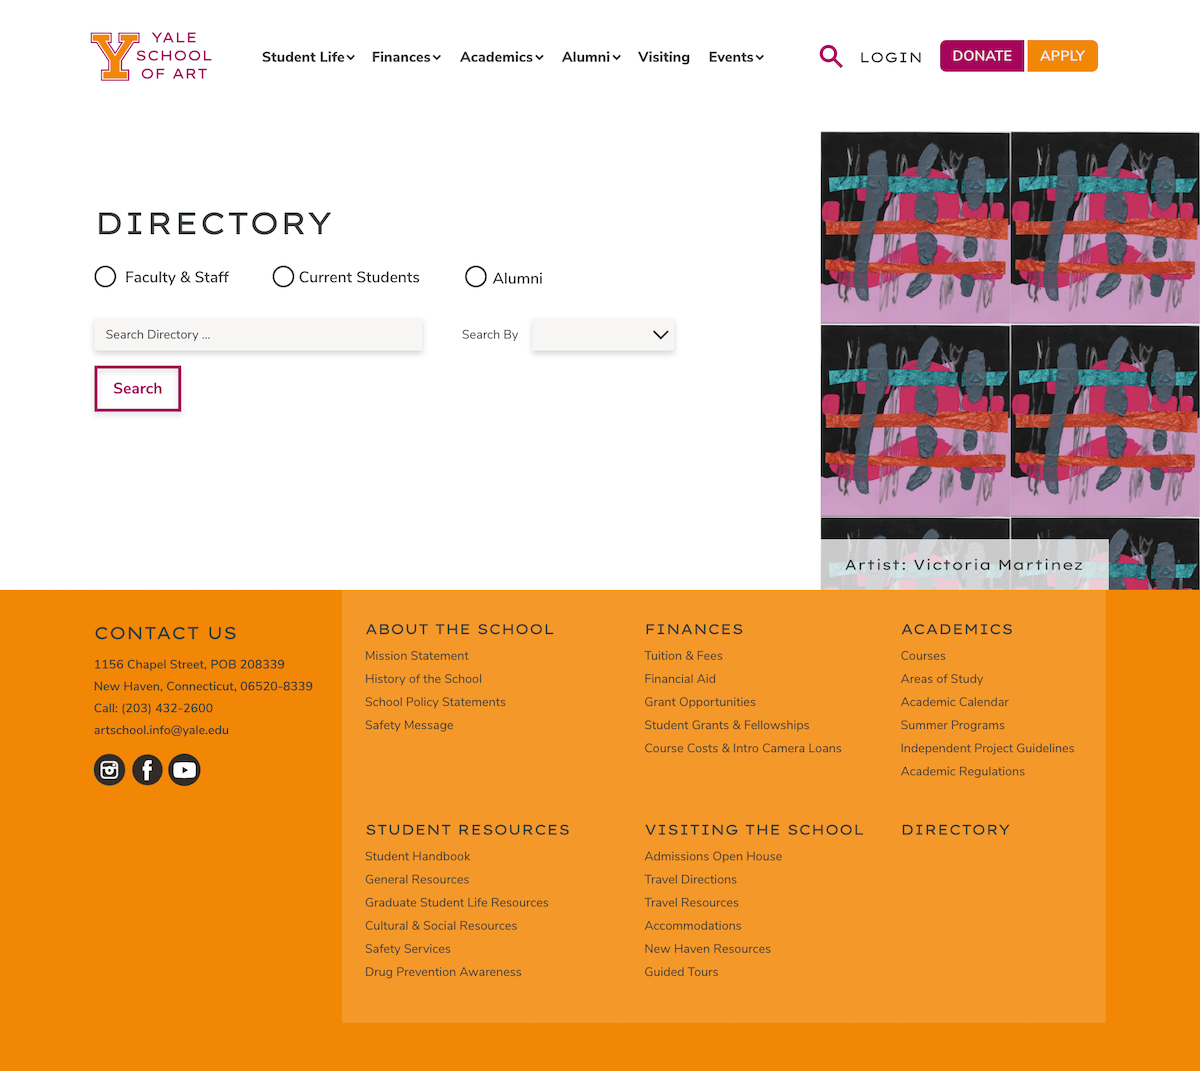 YALE
SCHOOL
OF ART
Student Life
Finances
Academics
Alumni
Visiting
Events
LOGIN
DONATE
APPLY
DIRECTORY
Faculty & Staff
Current Students
Alumni
Search Directory ...
Search By
Search
Artist: Victoria Martinez
CONTACT US
1156 Chapel Street, POB 208339
New Haven, Connecticut, 06520-8339
Call: (203) 432-2600
artschool.info@yale.edu
ABOUT THE SCHOOL
Mission Statement
History of the School
School Policy Statements
Safety Message
FINANCES
Tuition & Fees
Financial Aid
Grant Opportunities
Student Grants & Fellowships
Course Costs & Intro Camera Loans
ACADEMICS
Courses
Areas of Study
Academic Calendar
Summer Programs
Independent Project Guidelines
Academic Regulations
STUDENT RESOURCES
Student Handbook
General Resources
Graduate Student Life Resources
Cultural & Social Resources
Safety Services
Drug Prevention Awareness
VISITING THE SCHOOL
Admissions Open House
Travel Directions
Travel Resources
Accommodations
New Haven Resources
Guided Tours
DIRECTORY